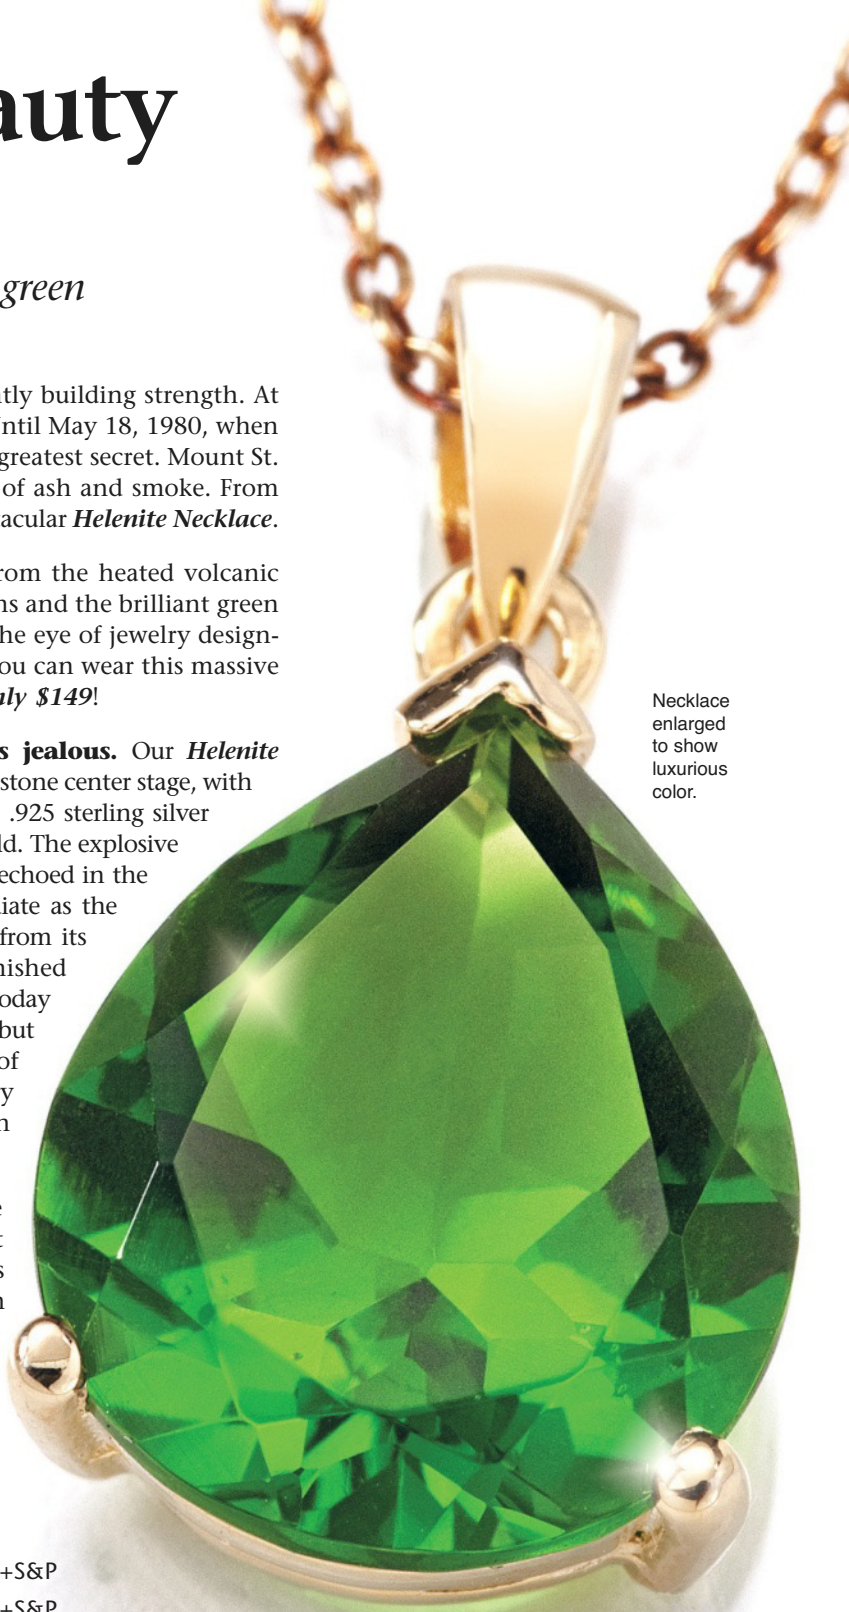 auty
green
tly building strength. At
ntil May 18, 1980, when
greatest secret. Mount St.
of ash and smoke. From
acular Helenite Necklace.
rom the heated volcanic
ns and the brilliant green
he eye of jewelry design-
ou can wear this massive
nly $149!
s jealous. Our Helenite
stone center stage, with
.925 sterling silver
ld. The explosive
echoed in the
iate as the
from its
nished
oday
but
of
y
n
e
t
s
n
Necklace
enlarged
to show
luxurious
color.
+S&P
+S&P